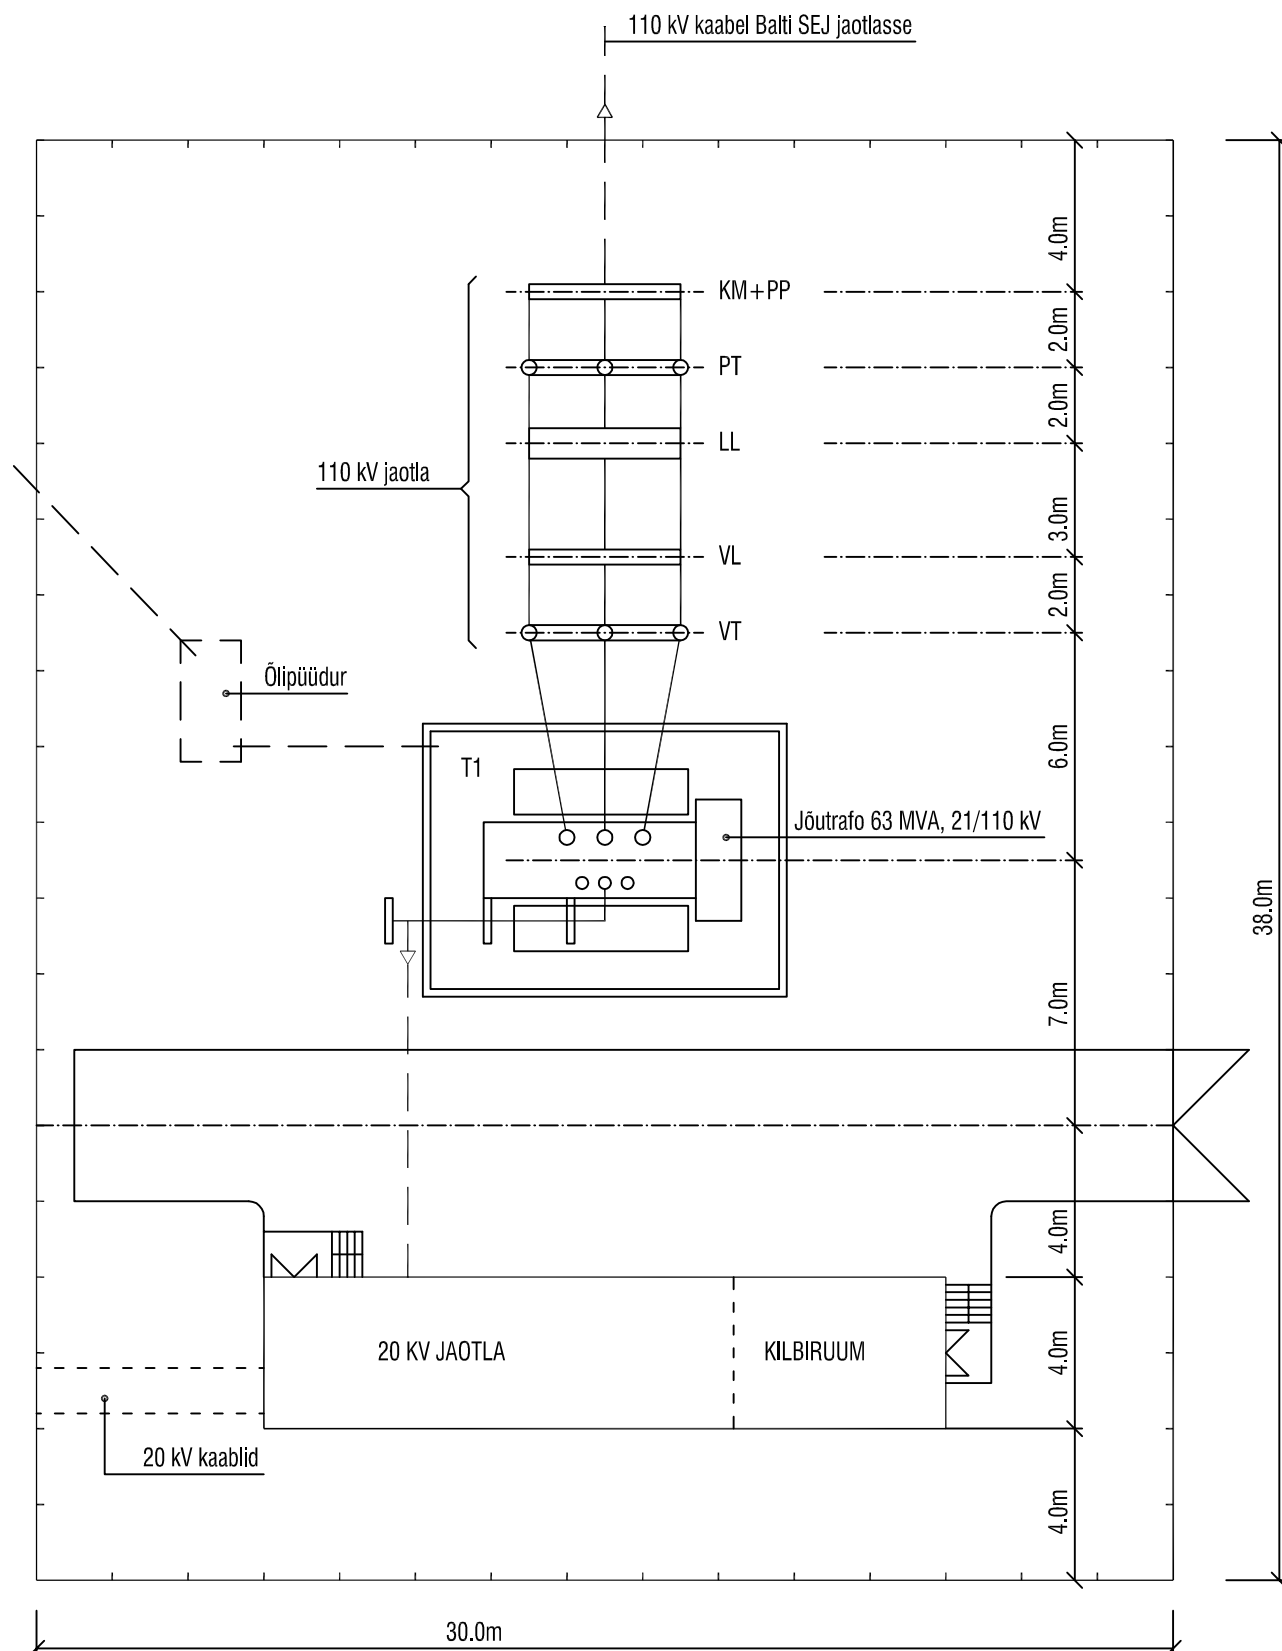 110 kV kaabel Balti SEJ jaotlasse
4.0m
KM+PP
2.0m
PT
2.0m
LL
110 kV jaotla
3.0m
VL
2.0m
VT
Õlipüüdur
6.0m
T1
Jõutrafo 63 MVA, 21/110 kV
38.0m
7.0m
4.0m
20 KV JAOTLA
KILBIRUUM
4.0m
20 kV kaablid
4.0m
30.0m